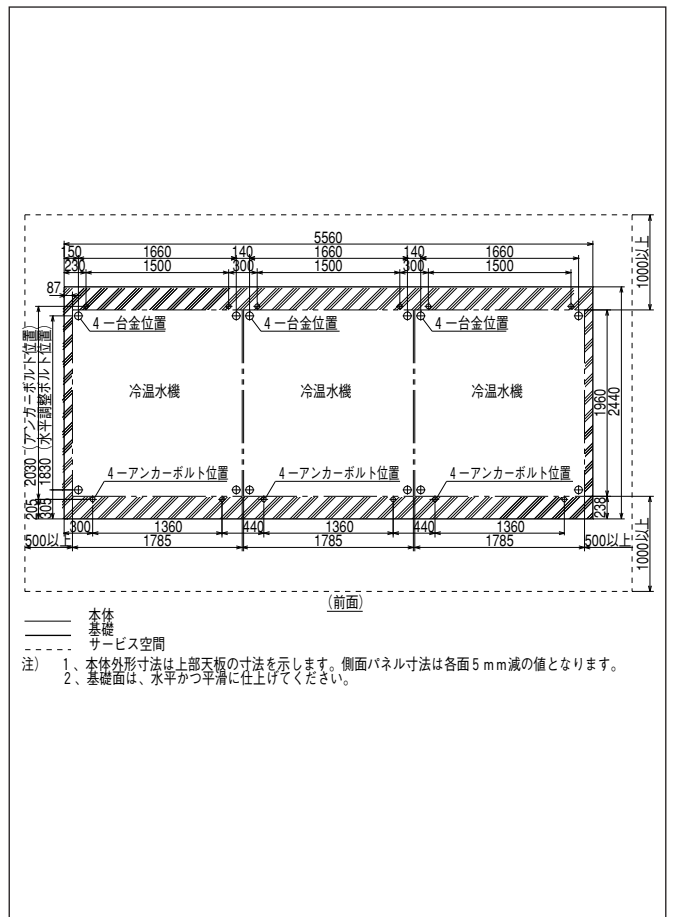 5560
150 1660 140 1660 140 1660
230 1500 300 1500 300 1500
1000以上
87
4－台金位置 4－台金位置 4－台金位置
2030 (アンカーボルト位置)
1830 (水平調整ボルト位置)
冷温水機 冷温水機 冷温水機
1960
2440
4－アンカーボルト位置 4－アンカーボルト位置 4－アンカーボルト位置
205
305
238
300 1360 440 1360 440 1360
500以上 1785 1785 1785 500以上
1000以上
(前面)
本体
基礎
サービス空間
注) 1、本体外形寸法は上部天板の寸法を示します。側面パネル寸法は各面5mm減の値となります。
2、基礎面は、水平かつ平滑に仕上げてください。